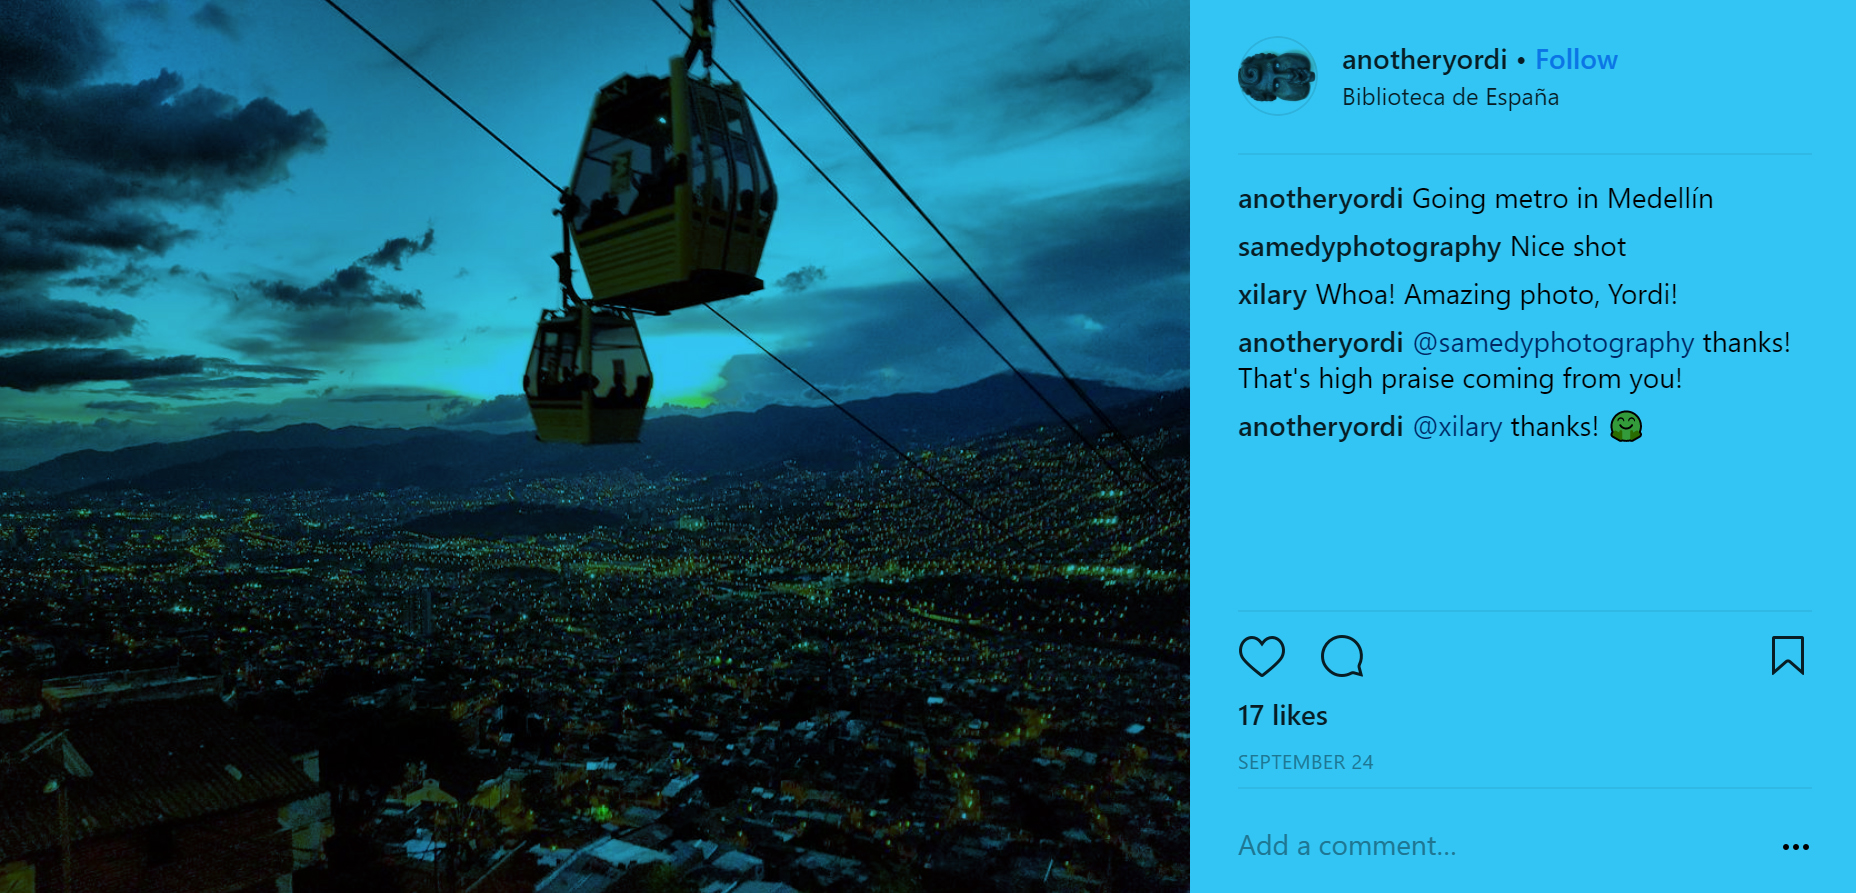 anotheryordi • Follow
Biblioteca de España
anotheryordi Going metro in Medellín
samedyphotography Nice shot
xilary Whoa! Amazing photo, Yordi!
anotheryordi @samedyphotography thanks!
That's high praise coming from you!
anotheryordi @xilary thanks! 🤗
17 likes
SEPTEMBER 24
Add a comment...